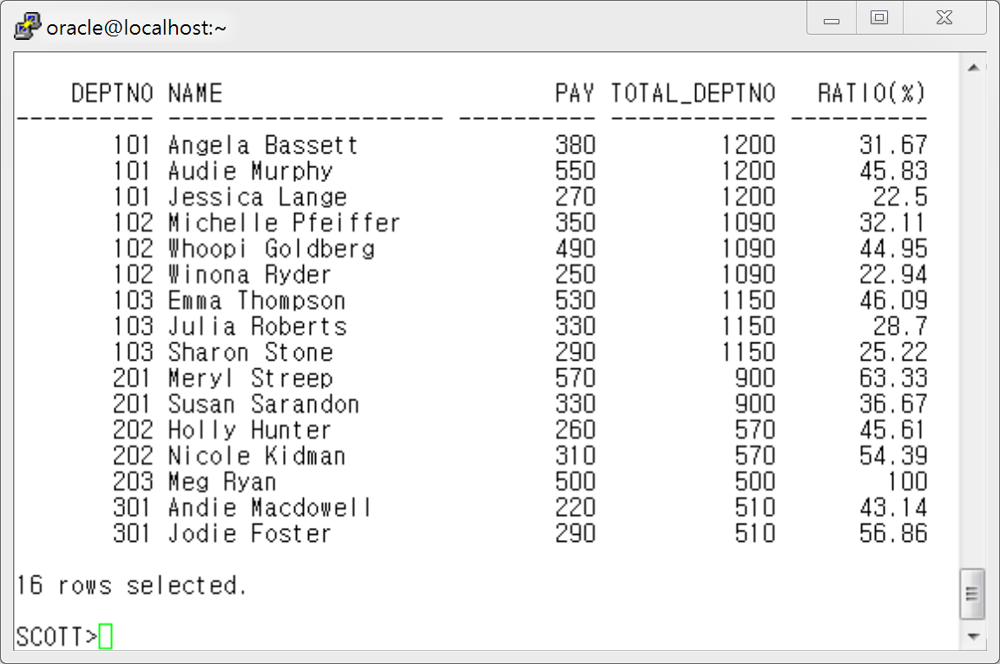 oracle@localhost:~
DEPTNO NAME PAY TOTAL_DEPTNO RATIO(%)
---------- -------------------- ---------- ------------ ----------
101 Angela Bassett 380 1200 31.67
101 Audie Murphy 550 1200 45.83
101 Jessica Lange 270 1200 22.5
102 Michelle Pfeiffer 350 1090 32.11
102 Whoopi Goldberg 490 1090 44.95
102 Winona Ryder 250 1090 22.94
103 Emma Thompson 530 1150 46.09
103 Julia Roberts 330 1150 28.7
103 Sharon Stone 290 1150 25.22
201 Meryl Streep 570 900 63.33
201 Susan Sarandon 330 900 36.67
202 Holly Hunter 260 570 45.61
202 Nicole Kidman 310 570 54.39
203 Meg Ryan 500 500 100
301 Andie Macdowell 220 510 43.14
301 Jodie Foster 290 510 56.86
16 rows selected.
SCOTT>